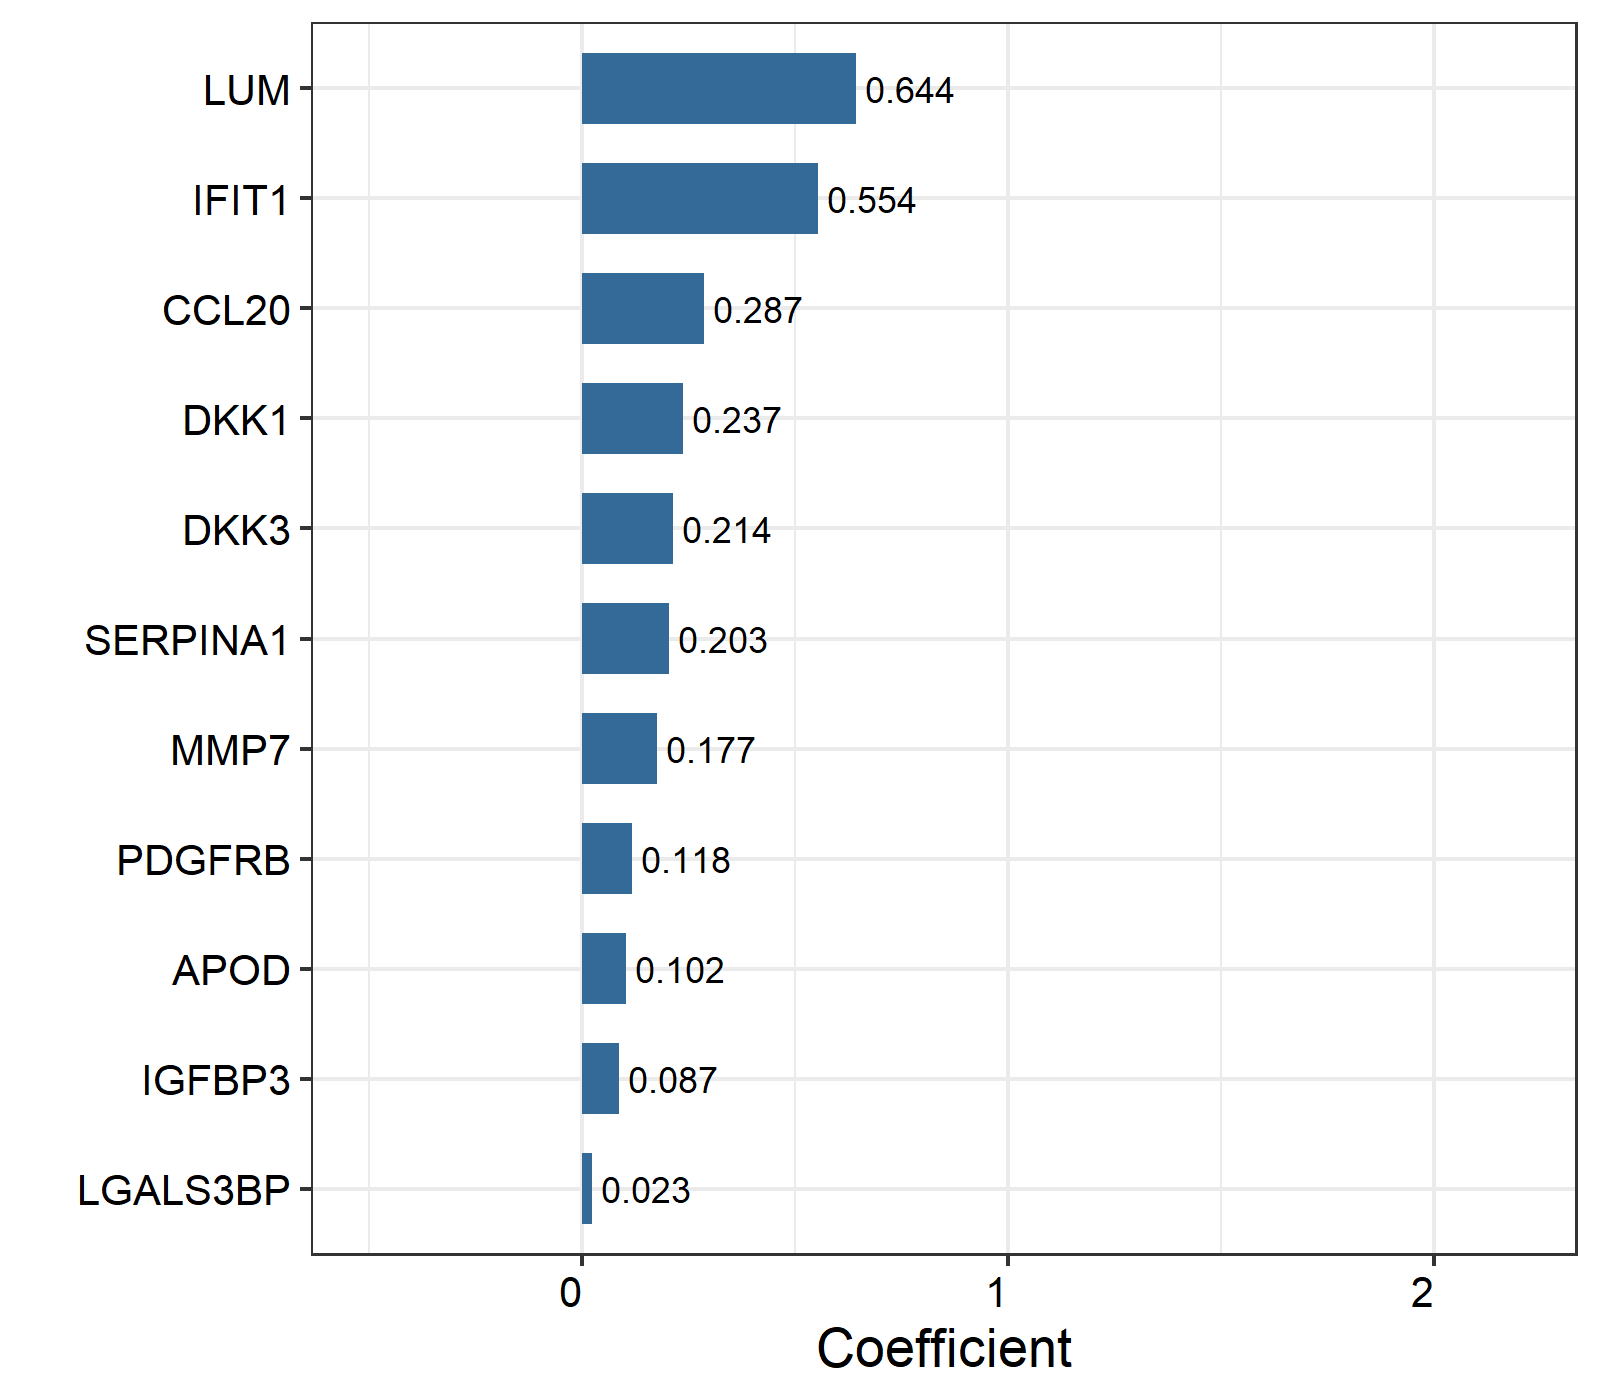 LUM 0.644
IFIT1 0.554
CCL20 0.287
DKK1 0.237
DKK3 0.214
SERPINA1 0.203
MMP7 0.177
PDGFRB 0.118
APOD 0.102
IGFBP3 0.087
LGALS3BP 0.023
0 1 2
Coefficient